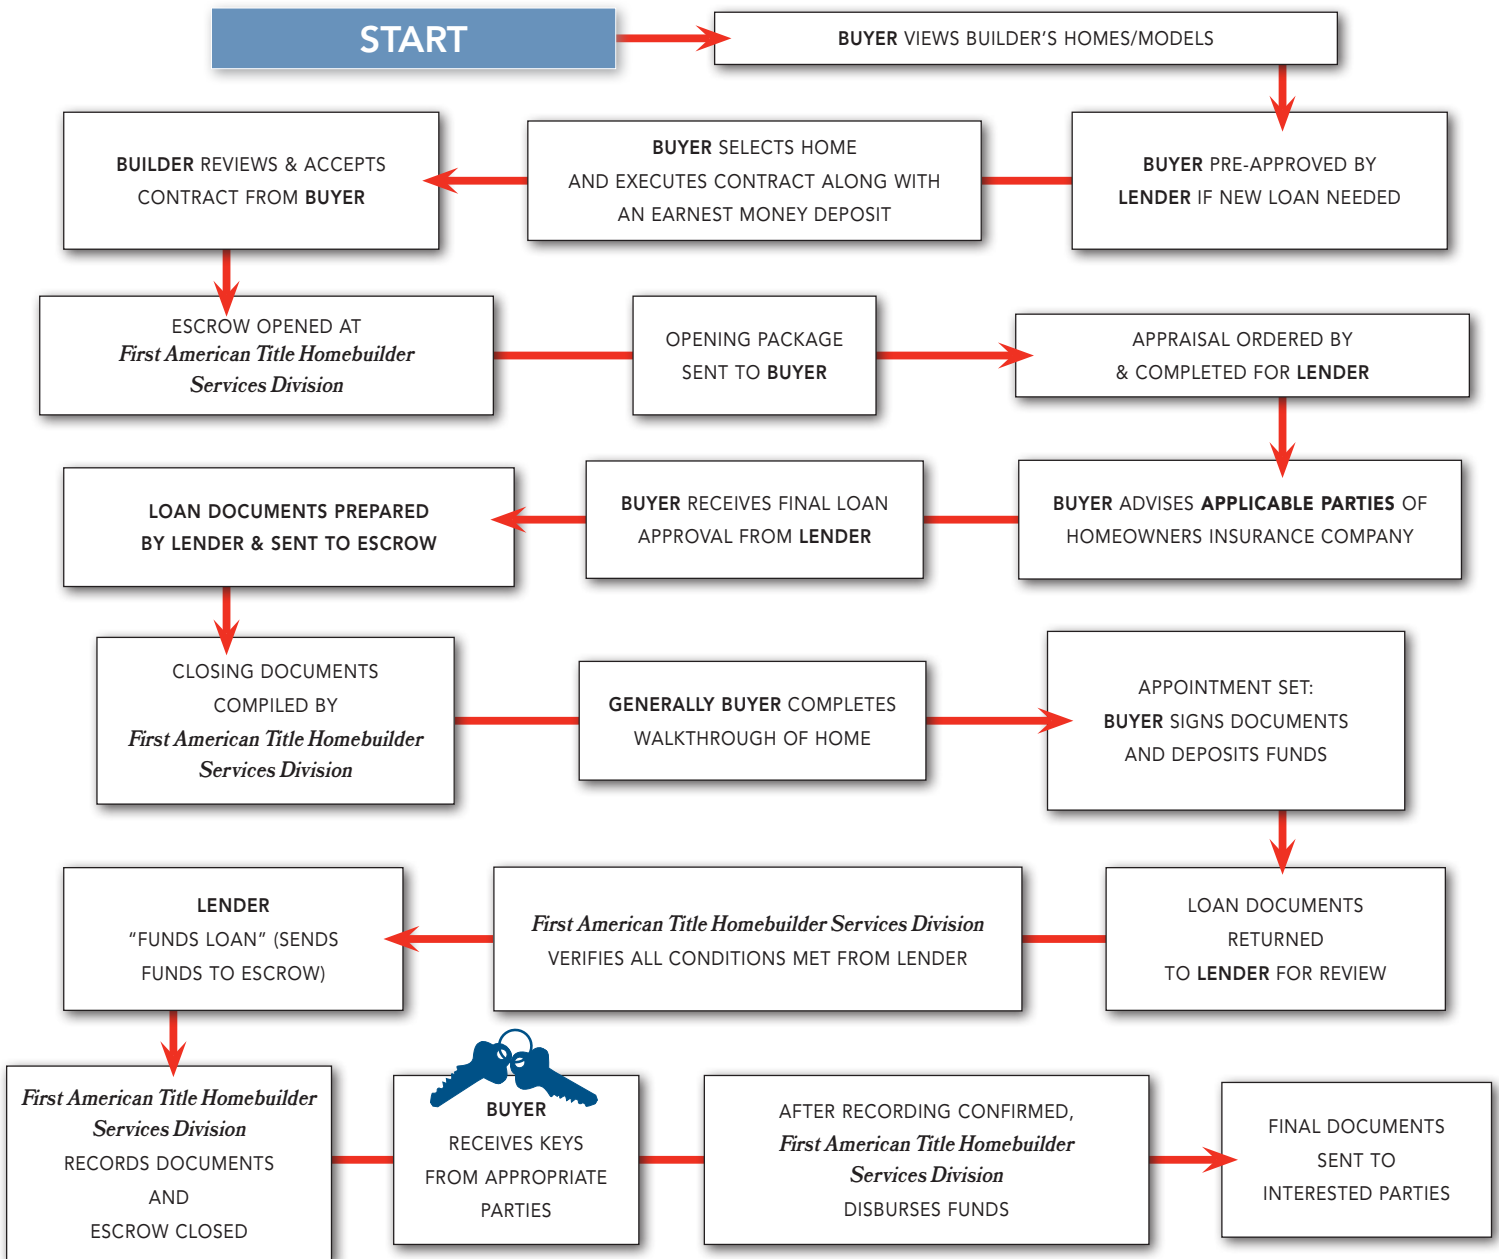 START
BUYER VIEWS BUILDER'S HOMES/MODELS
BUYER PRE-APPROVED BY
LENDER IF NEW LOAN NEEDED
BUYER SELECTS HOME
AND EXECUTES CONTRACT ALONG WITH
AN EARNEST MONEY DEPOSIT
BUILDER REVIEWS & ACCEPTS
CONTRACT FROM BUYER
ESCROW OPENED AT
First American Title Homebuilder
Services Division
OPENING PACKAGE
SENT TO BUYER
APPRAISAL ORDERED BY
& COMPLETED FOR LENDER
BUYER ADVISES APPLICABLE PARTIES OF
HOMEOWNERS INSURANCE COMPANY
BUYER RECEIVES FINAL LOAN
APPROVAL FROM LENDER
LOAN DOCUMENTS PREPARED
BY LENDER & SENT TO ESCROW
CLOSING DOCUMENTS
COMPILED BY
First American Title Homebuilder
Services Division
GENERALLY BUYER COMPLETES
WALKTHROUGH OF HOME
APPOINTMENT SET:
BUYER SIGNS DOCUMENTS
AND DEPOSITS FUNDS
LOAN DOCUMENTS
RETURNED
TO LENDER FOR REVIEW
First American Title Homebuilder Services Division
VERIFIES ALL CONDITIONS MET FROM LENDER
LENDER
"FUNDS LOAN" (SENDS
FUNDS TO ESCROW)
First American Title Homebuilder
Services Division
RECORDS DOCUMENTS
AND
ESCROW CLOSED
BUYER
RECEIVES KEYS
FROM APPROPRIATE
PARTIES
AFTER RECORDING CONFIRMED,
First American Title Homebuilder
Services Division
DISBURSES FUNDS
FINAL DOCUMENTS
SENT TO
INTERESTED PARTIES